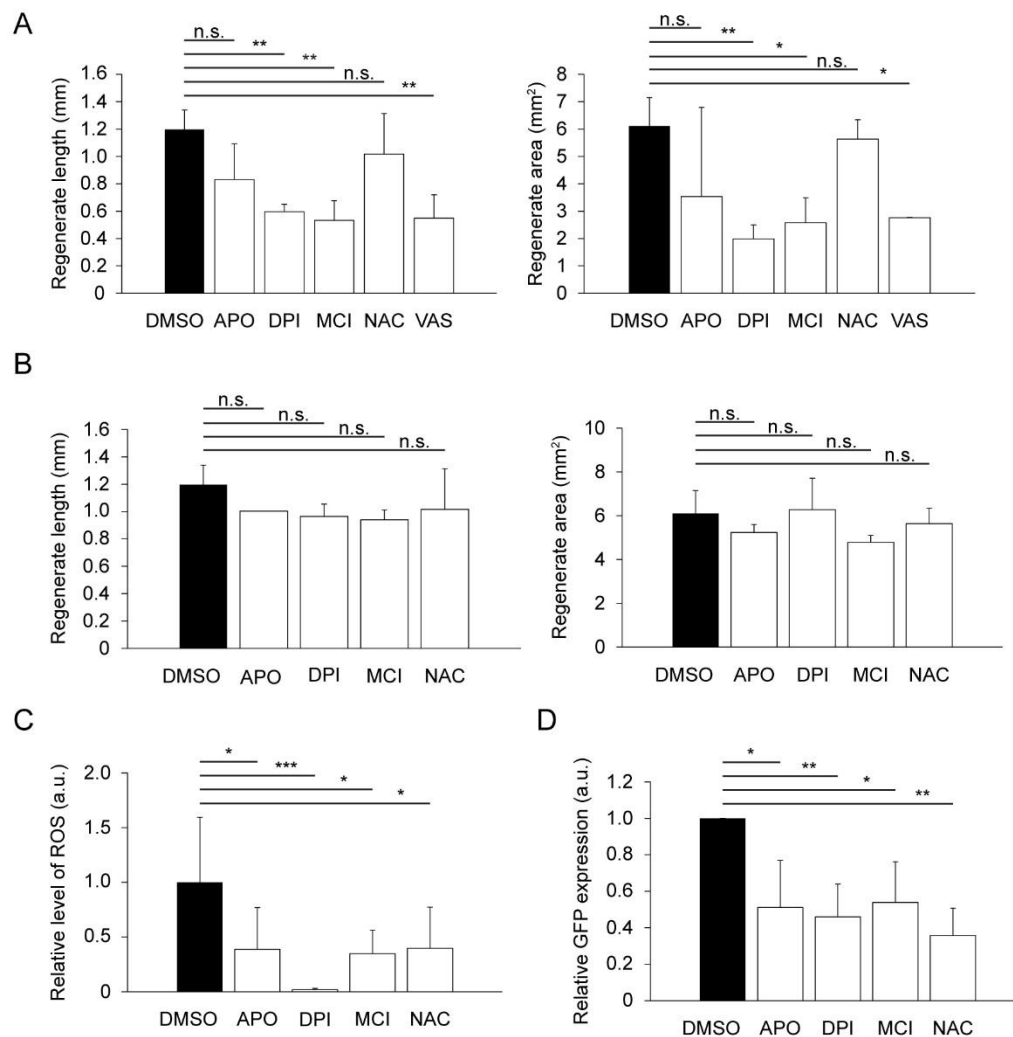 A
n.s.
**
**
n.s.
**
Regenerate length (mm)
1.6
1.4
1.2
1.0
0.8
0.6
0.4
0.2
0
DMSO APO DPI MCI NAC VAS
n.s.
**
*
n.s.
*
Regenerate area (mm²)
8
7
6
5
4
3
2
1
0
DMSO APO DPI MCI NAC VAS
B
n.s.
n.s.
n.s.
n.s.
Regenerate length (mm)
1.6
1.4
1.2
1.0
0.8
0.6
0.4
0.2
0
DMSO APO DPI MCI NAC
n.s.
n.s.
n.s.
n.s.
Regenerate area (mm²)
10
8
6
4
2
0
DMSO APO DPI MCI NAC
C
*
***
*
*
Relative level of ROS (a.u.)
2.0
1.5
1.0
0.5
0
DMSO APO DPI MCI NAC
D
*
**
*
**
Relative GFP expression (a.u.)
1.2
1.0
0.8
0.6
0.4
0.2
0
DMSO APO DPI MCI NAC